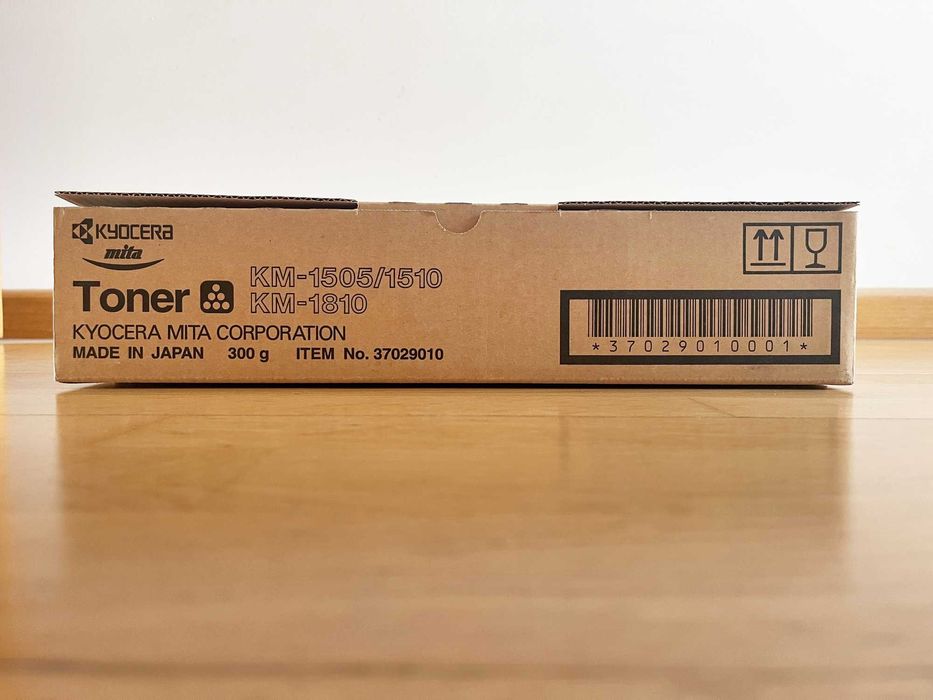 KYOCERA
mita
Toner
KM-1505/1510
KM-1810
KYOCERA MITA CORPORATION
MADE IN JAPAN 300 g ITEM No. 37029010
*37029010001*